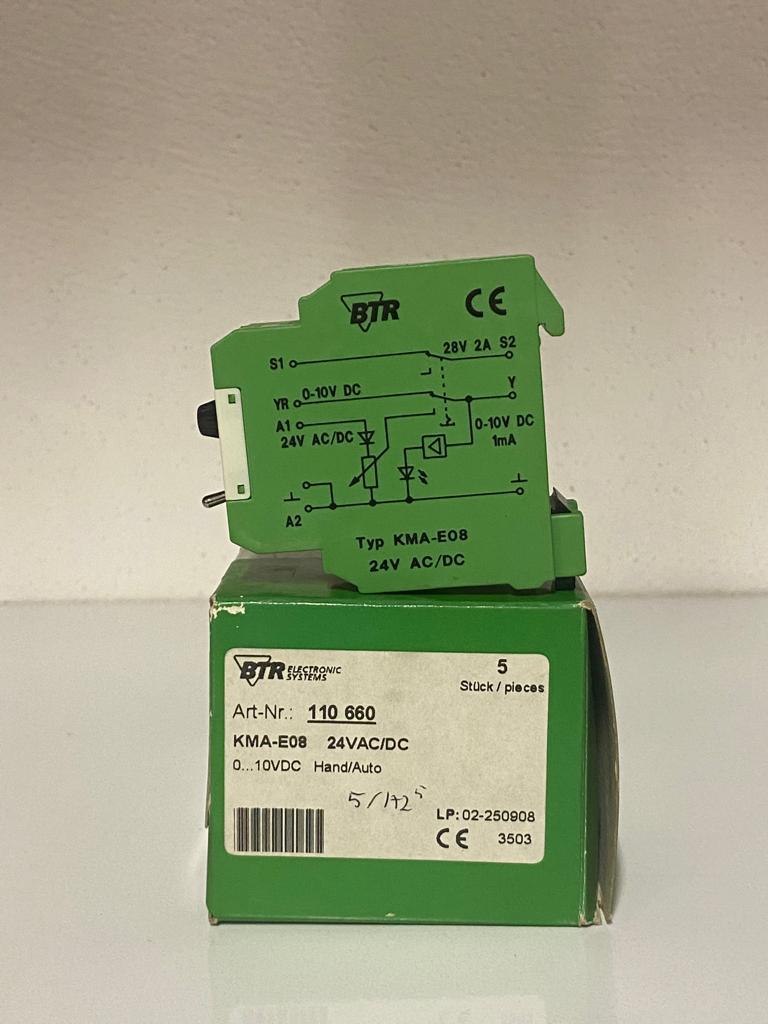 BTR CE
S1 28V 2A S2
YR 0-10V DC Y
A1 0-10V DC
24V AC/DC 1mA
A2
Typ KMA-E08
24V AC/DC
BTR ELECTRONIC SYSTEMS
5
Stück / pieces
Art-Nr.: 110 660
KMA-E08 24VAC/DC
0...10VDC Hand/Auto
LP: 02-250908
CE 3503